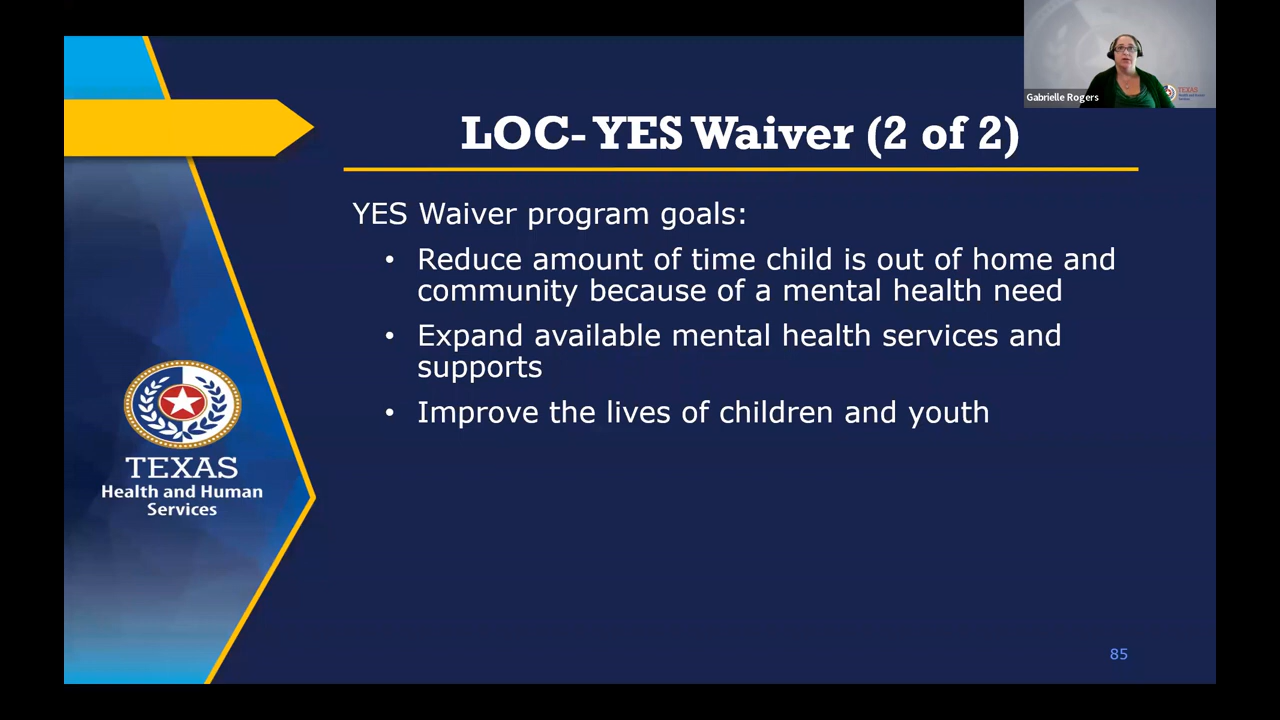 Gabrielle Rogers
TEXAS
LOC- YES Waiver (2 of 2)
YES Waiver program goals:
• Reduce amount of time child is out of home and
community because of a mental health need
• Expand available mental health services and
supports
• Improve the lives of children and youth
TEXAS
Health and Human
Services
85